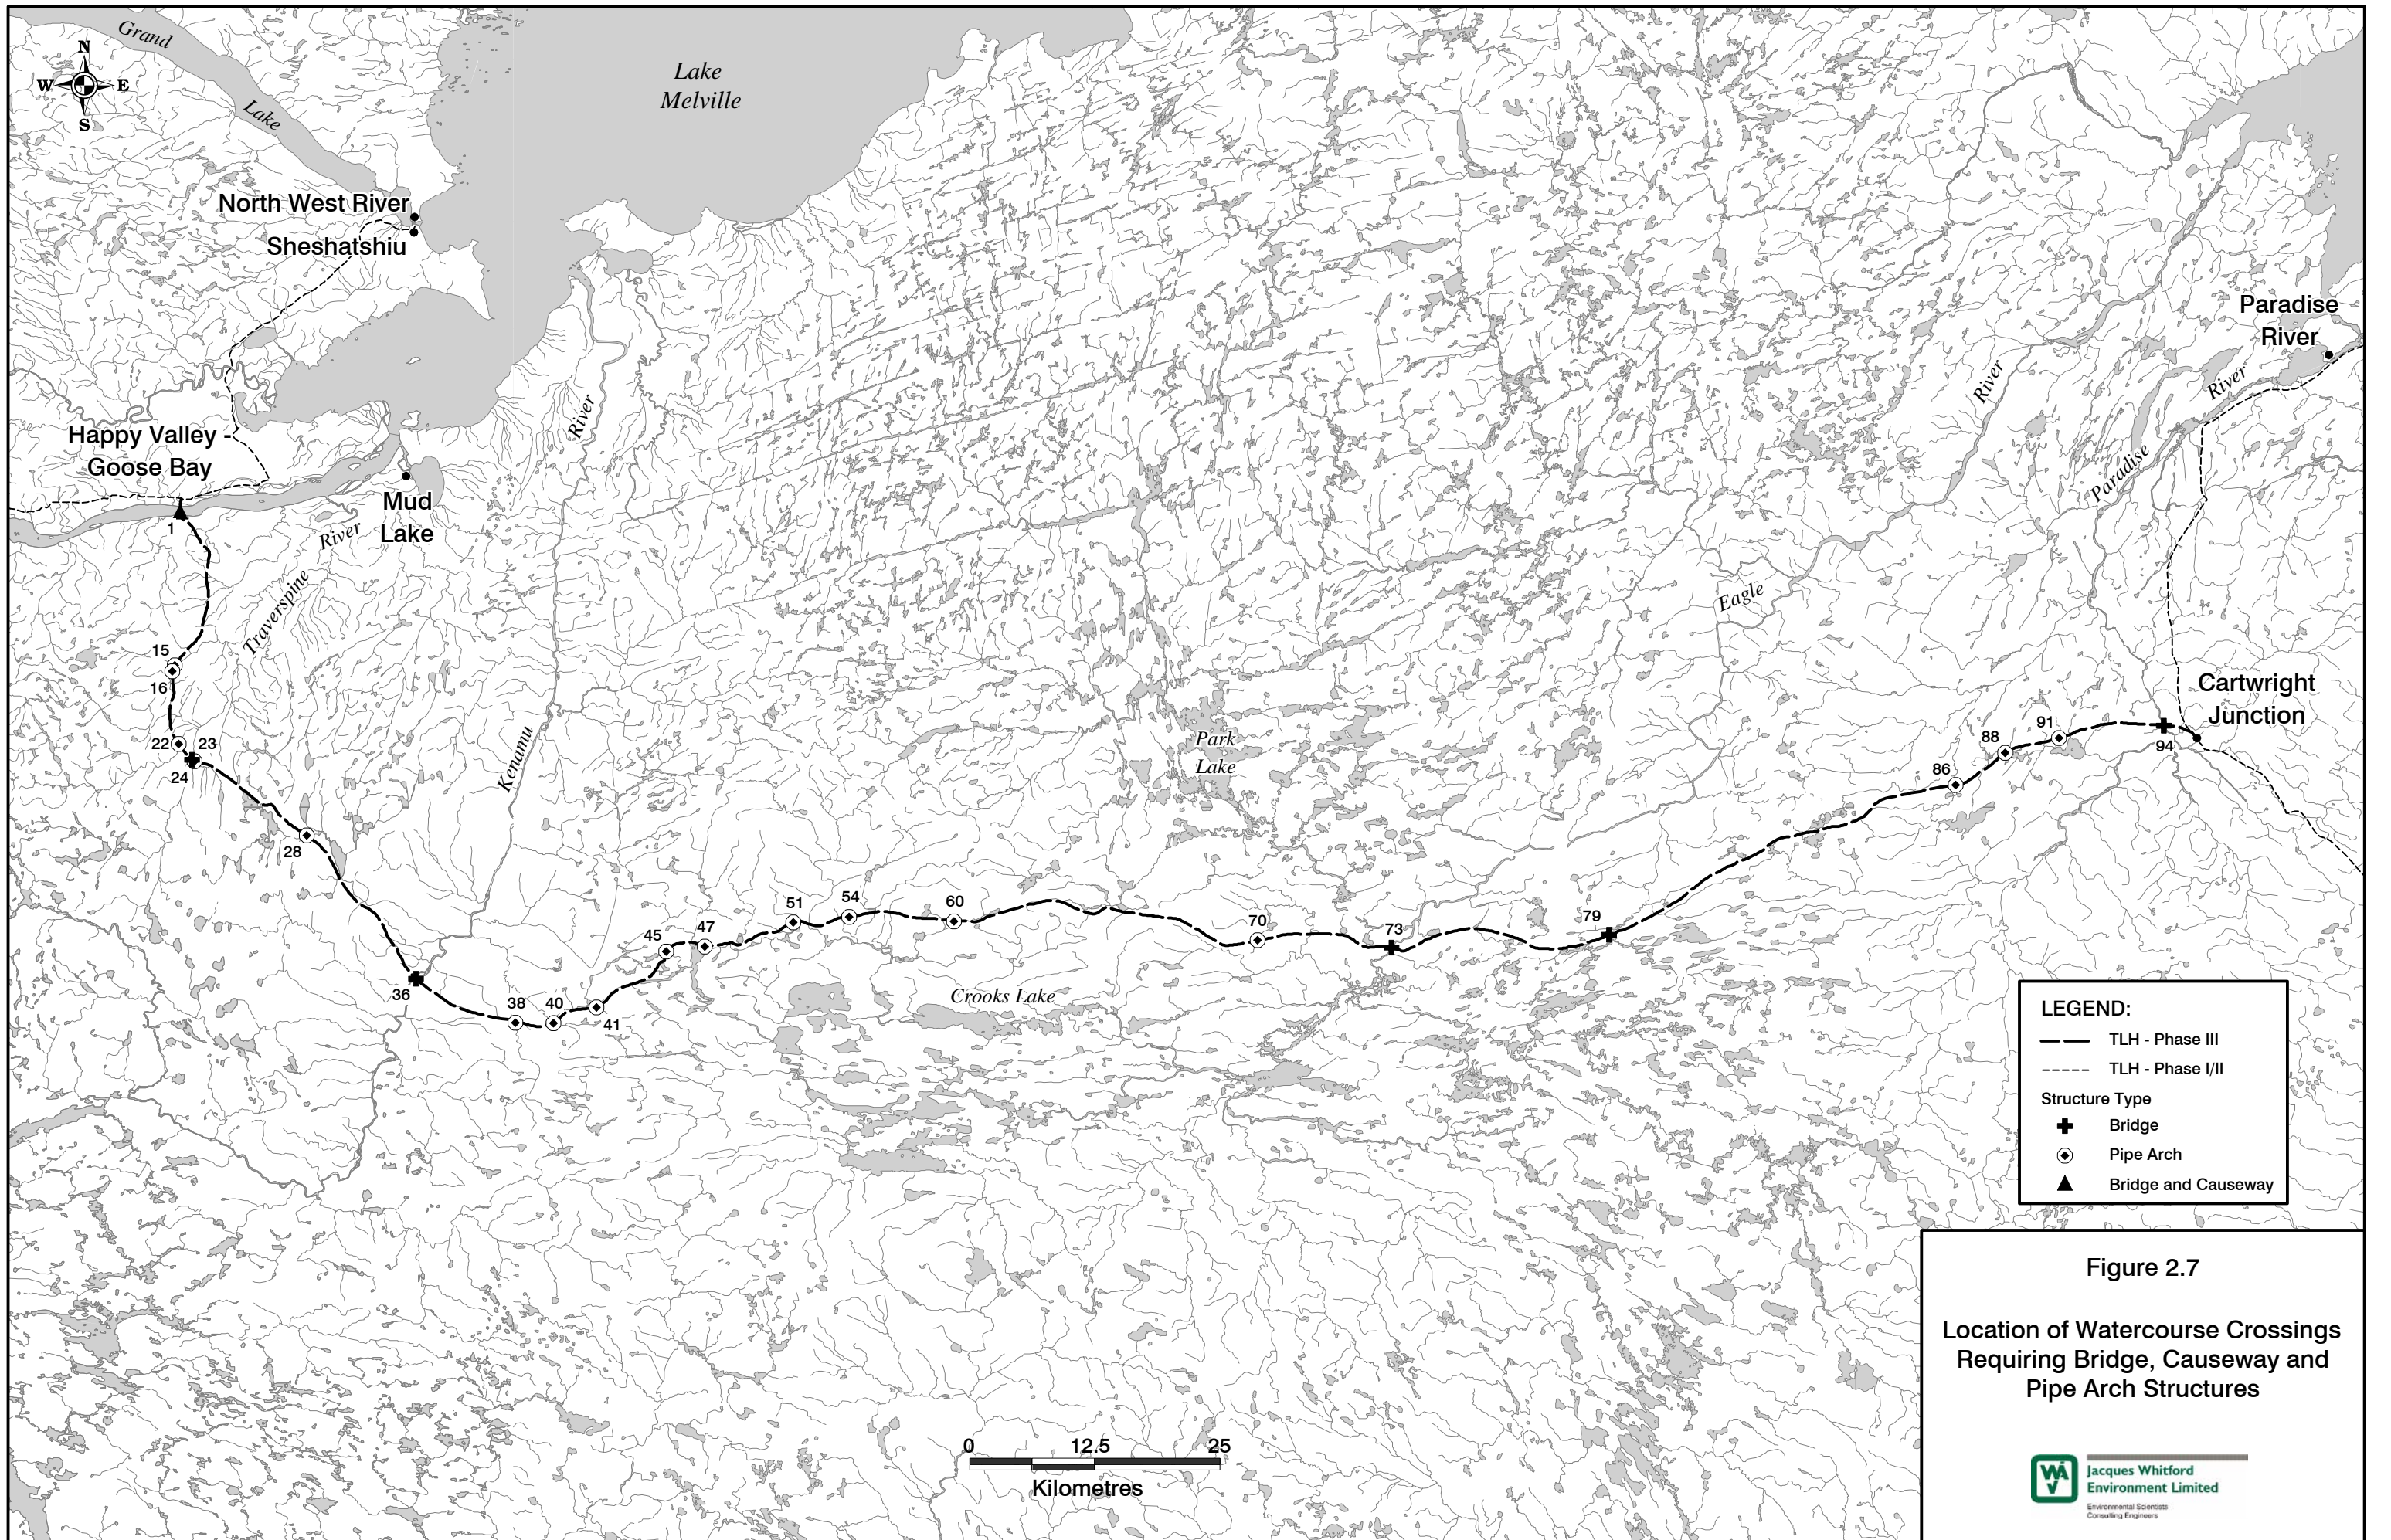 Grand
Lake
N
W E
S
Lake
Melville
North West River
Sheshatshiu
Paradise
River
River
River
River
Happy Valley -
Goose Bay
Paradise
Mud
Lake
1
River
Traverspine
Eagle
15
16
Cartwright
Junction
22
23
24
Kenamu
Park
Lake
91
88
94
86
28
51
54
60
70
73
79
45
47
36
38
40
41
Crooks Lake
LEGEND:
TLH - Phase III
TLH - Phase I/II
Structure Type
Bridge
Pipe Arch
Bridge and Causeway
Figure 2.7
Location of Watercourse Crossings
Requiring Bridge, Causeway and
Pipe Arch Structures
0 12.5 25
Kilometres
Jacques Whitford
Environment Limited
Environmental Scientists
Consulting Engineers